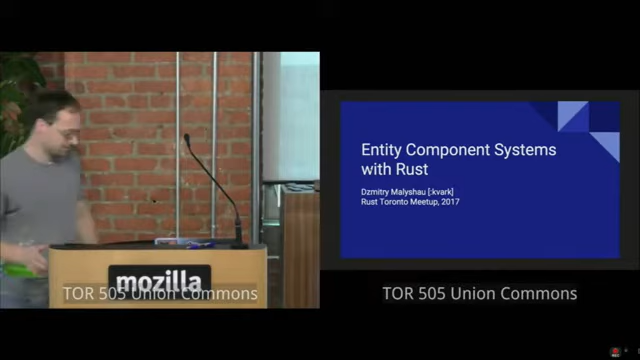 mozilla
TOR 505 Union Commons
Entity Component Systems
with Rust
Dzmitry Malyshau [:kvark]
Rust Toronto Meetup, 2017
TOR 505 Union Commons